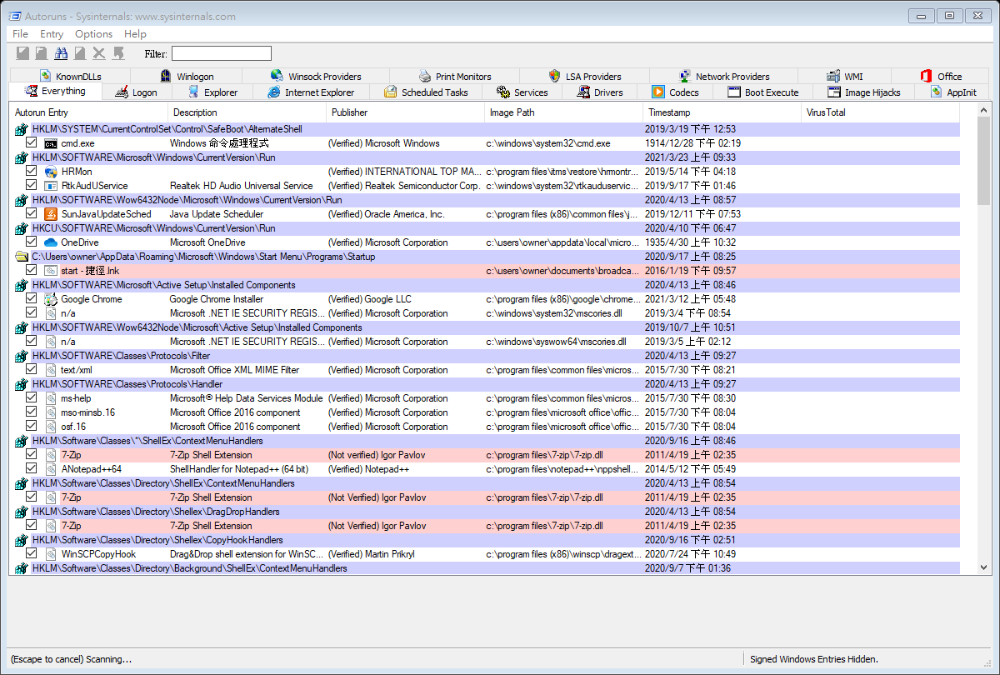 Autoruns - Sysinternals: www.sysinternals.com
File Entry Options Help
Filter:
KnownDLLs Winlogon Winsock Providers Print Monitors LSA Providers Network Providers WMI Office
Everything Logon Explorer Internet Explorer Scheduled Tasks Services Drivers Codecs Boot Execute Image Hijacks AppInit
Autorun Entry Description Publisher Image Path Timestamp VirusTotal
HKLM\SYSTEM\CurrentControlSet\Control\SafeBoot\AlternateShell 2019/3/19 下午 12:53
cmd.exe Windows 命令處理程式 (Verified) Microsoft Windows c:\windows\system32\cmd.exe 1914/12/28 下午 02:19
HKLM\SOFTWARE\Microsoft\Windows\CurrentVersion\Run 2021/3/23 上午 09:33
HRMon (Verified) INTERNATIONAL TOP MA... c:\program files\itms\restore\hrmontr... 2019/5/14 下午 04:18
RtkAudUService Realtek HD Audio Universal Service (Verified) Realtek Semiconductor Corp. c:\windows\system32\rtkauduservic... 2019/9/17 下午 01:46
HKLM\SOFTWARE\Wow6432Node\Microsoft\Windows\CurrentVersion\Run 2020/4/13 上午 08:57
SunJavaUpdateSched Java Update Scheduler (Verified) Oracle America, Inc. c:\program files (x86)\common files\j... 2019/12/11 下午 07:53
HKCU\SOFTWARE\Microsoft\Windows\CurrentVersion\Run 2020/4/10 下午 06:47
OneDrive Microsoft OneDrive (Verified) Microsoft Corporation c:\users\owner\appdata\local\micro... 1935/4/30 上午 10:32
C:\Users\owner\AppData\Roaming\Microsoft\Windows\Start Menu\Programs\Startup 2020/9/17 上午 08:25
start - 捷徑.lnk c:\users\owner\documents\broadca... 2016/1/19 下午 09:57
HKLM\SOFTWARE\Microsoft\Active Setup\Installed Components 2020/4/13 上午 08:46
Google Chrome Google Chrome Installer (Verified) Google LLC c:\program files (x86)\google\chrome... 2021/3/12 上午 05:48
n/a Microsoft .NET IE SECURITY REGIS... (Verified) Microsoft Corporation c:\windows\system32\mscories.dll 2019/3/4 下午 08:54
HKLM\SOFTWARE\Wow6432Node\Microsoft\Active Setup\Installed Components 2019/10/7 上午 10:51
n/a Microsoft .NET IE SECURITY REGIS... (Verified) Microsoft Corporation c:\windows\syswow64\mscories.dll 2019/3/5 上午 02:12
HKLM\SOFTWARE\Classes\Protocols\Filter 2020/4/13 上午 09:27
text/xml Microsoft Office XML MIME Filter (Verified) Microsoft Corporation c:\program files\common files\micros... 2015/7/30 下午 08:21
HKLM\SOFTWARE\Classes\Protocols\Handler 2020/4/13 上午 09:27
ms-help Microsoft® Help Data Services Module (Verified) Microsoft Corporation c:\program files\common files\micros... 2015/7/30 下午 08:30
mso-minsb.16 Microsoft Office 2016 component (Verified) Microsoft Corporation c:\program files\microsoft office\offic... 2015/7/30 下午 08:04
osf.16 Microsoft Office 2016 component (Verified) Microsoft Corporation c:\program files\microsoft office\offic... 2015/7/30 下午 08:04
HKLM\Software\Classes\*\ShellEx\ContextMenuHandlers 2020/9/16 上午 08:46
7-Zip 7-Zip Shell Extension (Not verified) Igor Pavlov c:\program files\7-zip\7-zip.dll 2011/4/19 上午 02:35
ANotepad++64 ShellHandler for Notepad++ (64 bit) (Verified) Notepad++ c:\program files\notepad++\nppshell... 2014/5/12 下午 05:49
HKLM\Software\Classes\Directory\ShellEx\ContextMenuHandlers 2020/4/13 上午 08:54
7-Zip 7-Zip Shell Extension (Not Verified) Igor Pavlov c:\program files\7-zip\7-zip.dll 2011/4/19 上午 02:35
HKLM\Software\Classes\Directory\Shellex\DragDropHandlers 2020/4/13 上午 08:54
7-Zip 7-Zip Shell Extension (Not Verified) Igor Pavlov c:\program files\7-zip\7-zip.dll 2011/4/19 上午 02:35
HKLM\Software\Classes\Directory\Shellex\CopyHookHandlers 2020/9/16 下午 02:51
WinSCPCopyHook Drag&Drop shell extension for WinSC... (Verified) Martin Prikryl c:\program files (x86)\winscp\dragext... 2020/7/24 下午 10:49
HKLM\Software\Classes\Directory\Background\ShellEx\ContextMenuHandlers 2020/9/7 下午 01:36
(Escape to cancel) Scanning... Signed Windows Entries Hidden.